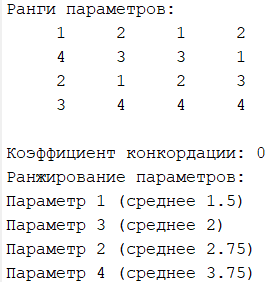 Ранги параметров:
1 2 1 2
4 3 3 1
2 1 2 3
3 4 4 4
Коэффициент конкордации: 0
Ранжирование параметров:
Параметр 1 (среднее 1.5)
Параметр 3 (среднее 2)
Параметр 2 (среднее 2.75)
Параметр 4 (среднее 3.75)